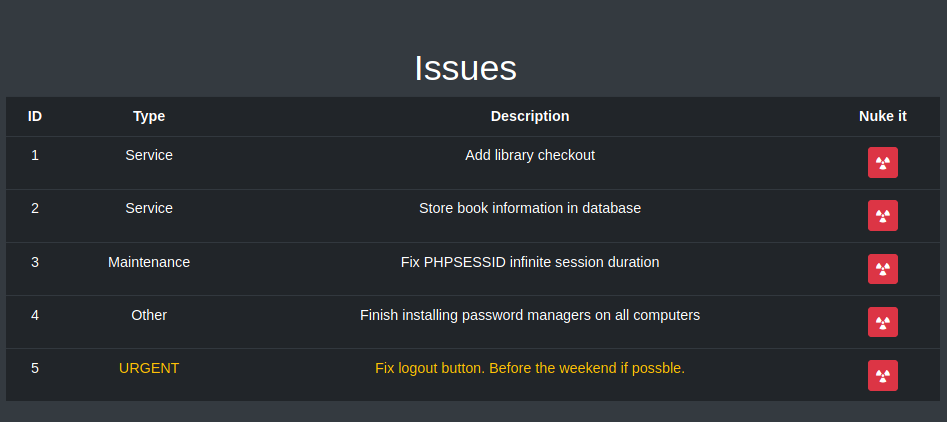 Issues
ID Type Description Nuke it
1 Service Add library checkout
2 Service Store book information in database
3 Maintenance Fix PHPSESSID infinite session duration
4 Other Finish installing password managers on all computers
5 URGENT Fix logout button. Before the weekend if possble.